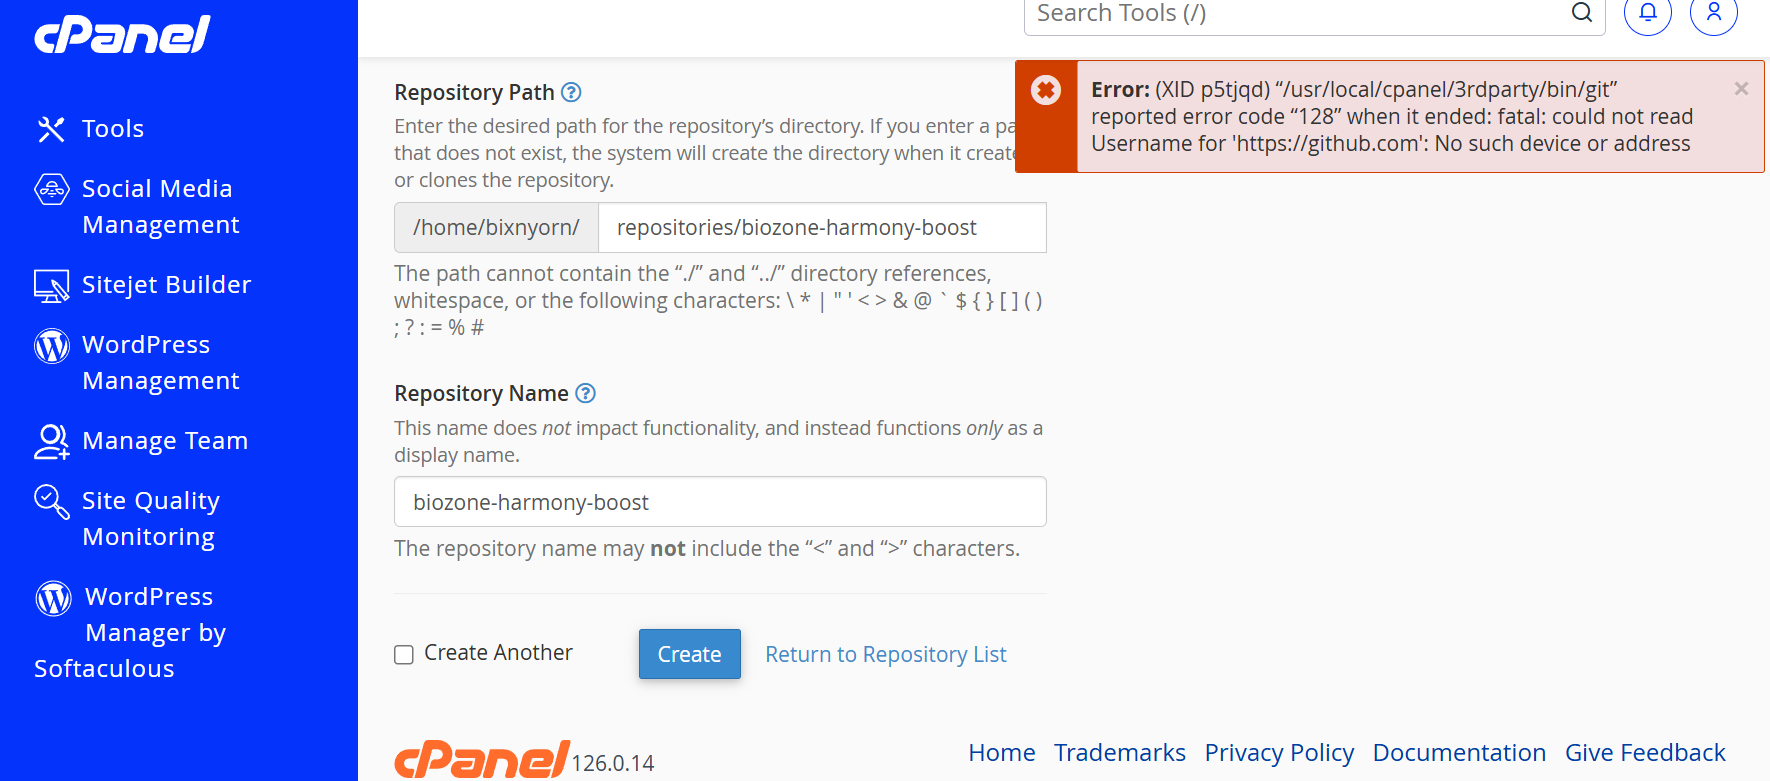 cPanel
Tools
Social Media
Management
Sitejet Builder
WordPress
Management
Manage Team
Site Quality
Monitoring
WordPress
Manager by
Softaculous
Search Tools (/)
Error: (XID p5tjqd) “/usr/local/cpanel/3rdparty/bin/git”
reported error code “128” when it ended: fatal: could not read
Username for 'https://github.com': No such device or address
×
Repository Path ?
Enter the desired path for the repository’s directory. If you enter a pa
that does not exist, the system will create the directory when it create
or clones the repository.
/home/bixnyorn/ repositories/biozone-harmony-boost
The path cannot contain the “./” and “../” directory references,
whitespace, or the following characters: \ * | " ' < > & @ ` $ { } [ ] ( )
; ? : = % #
Repository Name ?
This name does not impact functionality, and instead functions only as a
display name.
biozone-harmony-boost
The repository name may not include the “<” and “>” characters.
Create Another Create Return to Repository List
cPanel 126.0.14
Home Trademarks Privacy Policy Documentation Give Feedback